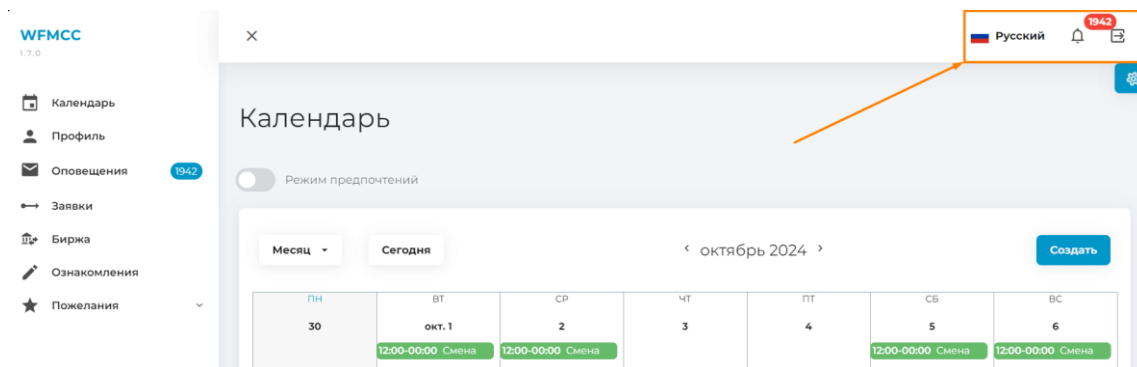 WFMCC
1.7.0
Календарь
Профиль
Оповещения 1942
Заявки
Биржа
Ознакомления
Пожелания
Русский 1942
Календарь
Режим предпочтений
Месяц Сегодня октябрь 2024 Создать
ПН ВТ СР ЧТ ПТ СБ ВС
30 окт. 1 2 3 4 5 6
12:00-00:00 Смена 12:00-00:00 Смена 12:00-00:00 Смена 12:00-00:00 Смена